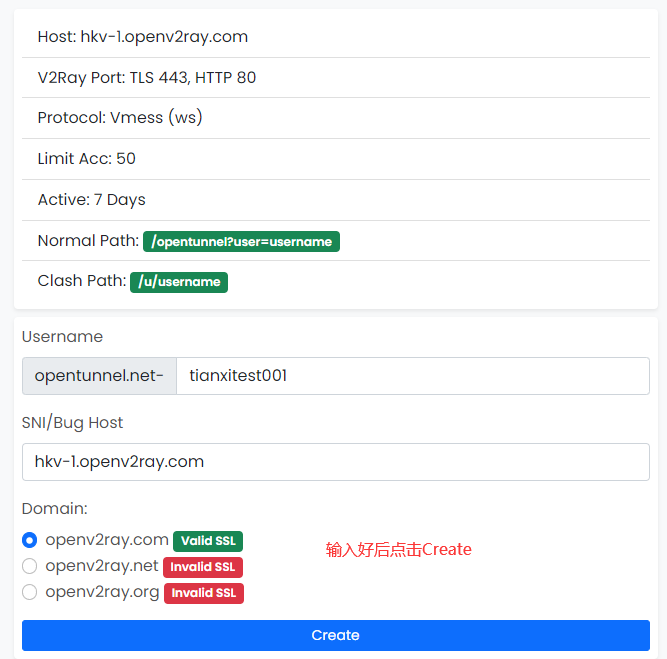 Host: hkv-1.openv2ray.com
V2Ray Port: TLS 443, HTTP 80
Protocol: Vmess (ws)
Limit Acc: 50
Active: 7 Days
Normal Path: /opentunnel?user=username
Clash Path: /u/username
Username
opentunnel.net- tianxitest001
SNI/Bug Host
hkv-1.openv2ray.com
Domain:
openv2ray.com Valid SSL
输入好后点击Create
openv2ray.net Invalid SSL
openv2ray.org Invalid SSL
Create